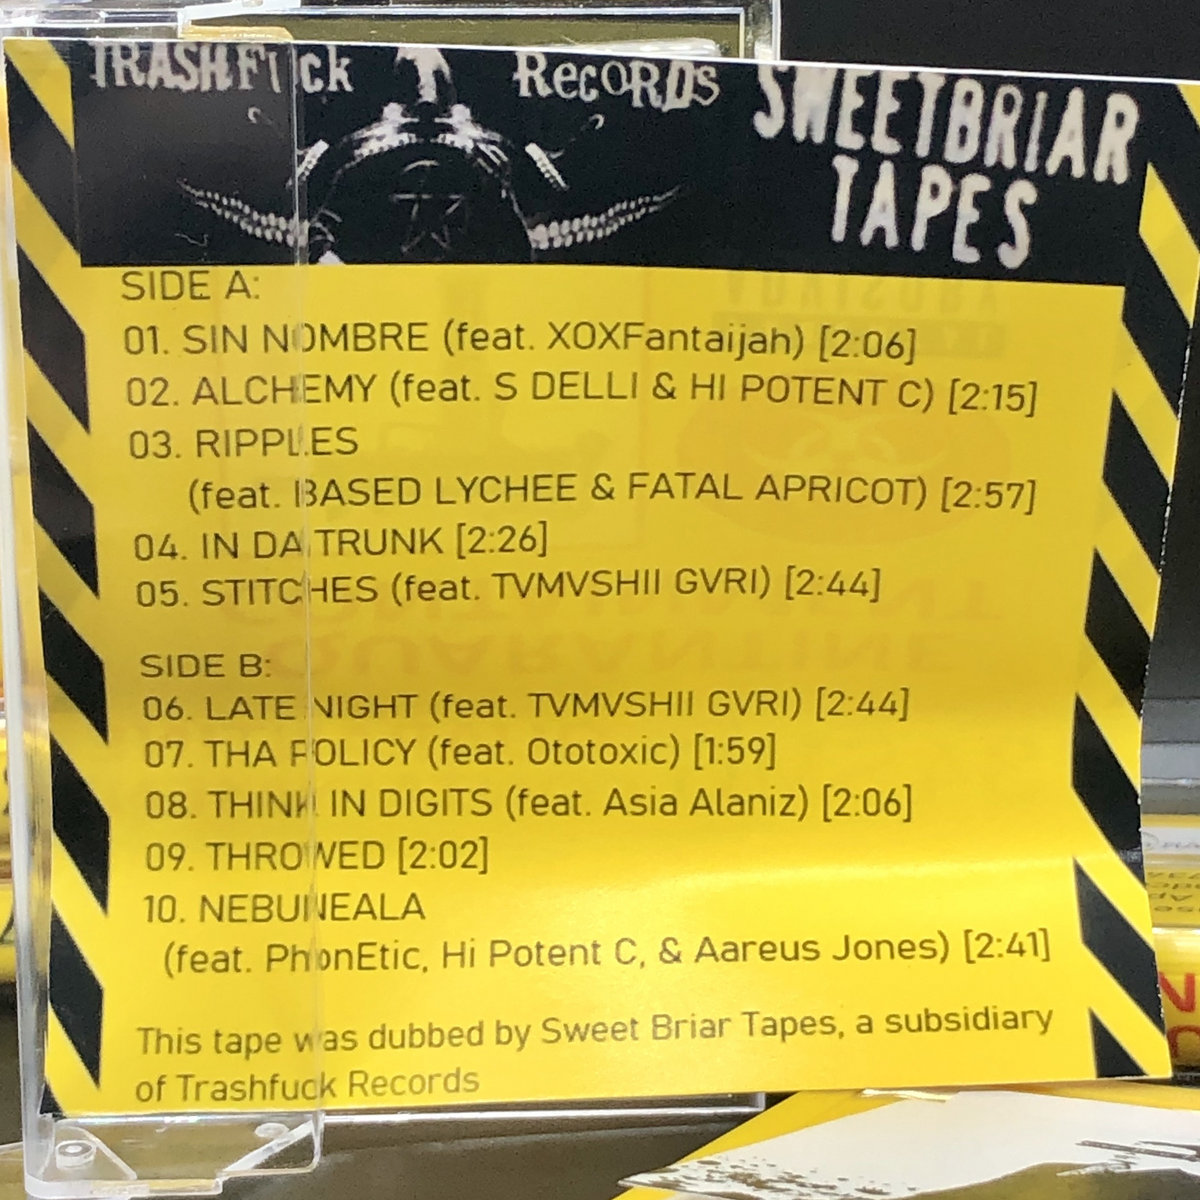 TRASHFUCK RECORDS SWEETBRIAR
TAPES
SIDE A:
01. SIN NOMBRE (feat. XOXFantaijah) [2:06]
02. ALCHEMY (feat. S DELLI & HI POTENT C) [2:15]
03. RIPPLES
(feat. BASED LYCHEE & FATAL APRICOT) [2:57]
04. IN DA TRUNK [2:26]
05. STITCHES (feat. TVMVSHII GVRI) [2:44]
SIDE B:
06. LATE NIGHT (feat. TVMVSHII GVRI) [2:44]
07. THA POLICY (feat. Ototoxic) [1:59]
08. THINK IN DIGITS (feat. Asia Alaniz) [2:06]
09. THROWED [2:02]
10. NEBUNEALA
(feat. PhonEtic, Hi Potent C, & Aareus Jones) [2:41]
This tape was dubbed by Sweet Briar Tapes, a subsidiary
of Trashfuck Records